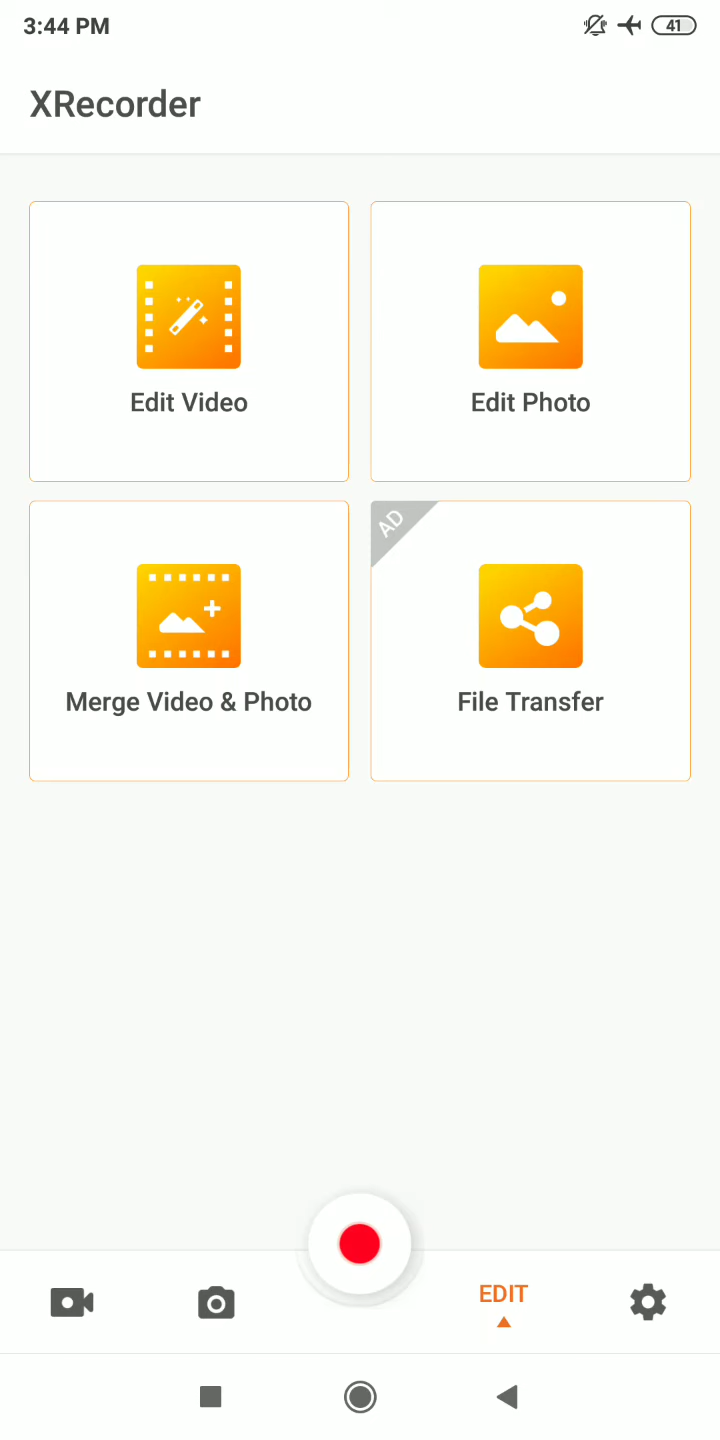 3:44 PM
41
XRecorder
Edit Video
Edit Photo
AD
Merge Video & Photo
File Transfer
EDIT